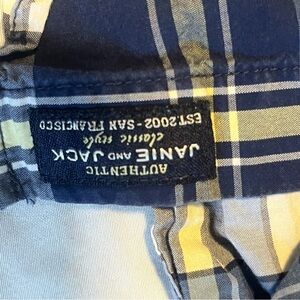 AUTHENTIC
JANIE AND JACK
classic style
EST.2002-SAN FRANCISCO